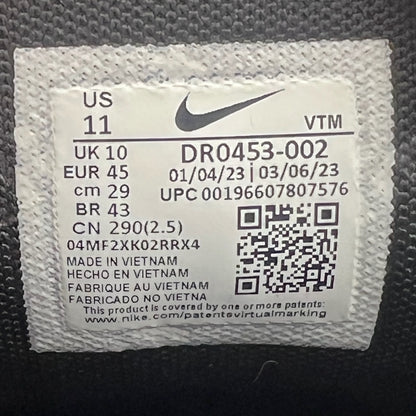 US
11
VTM
UK 10
EUR 45
cm 29
BR 43
CN 290(2.5)
DR0453-002
01/04/23 | 03/06/23
UPC 00196607807576
04MF2XK02RRX4
MADE IN VIETNAM
HECHO EN VIETNAM
FABRIQUE AU VIETNAM
FABRICADO NO VIETNA
This product is covered by one or more patents:
www.nike.com/patentsvirtualmarking